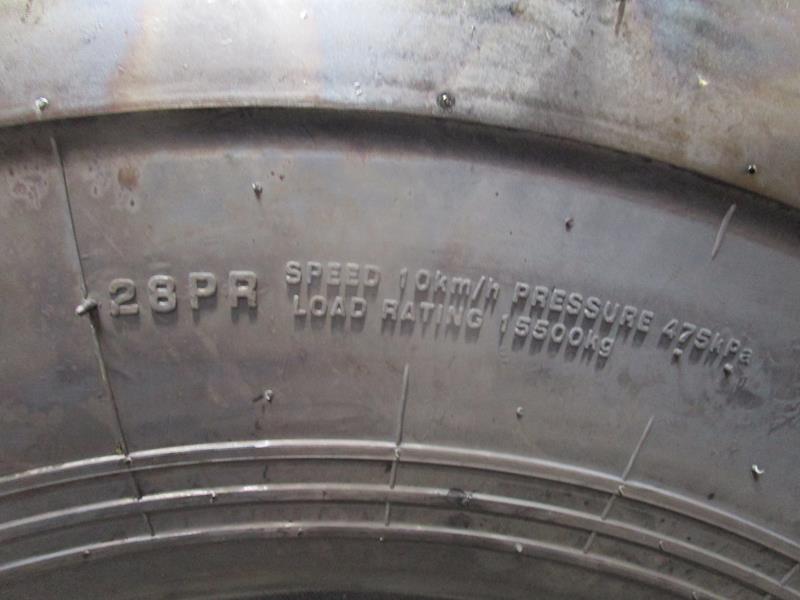 28PR
SPEED 10km/h PRESSURE 475kPa
LOAD RATING 15500kg